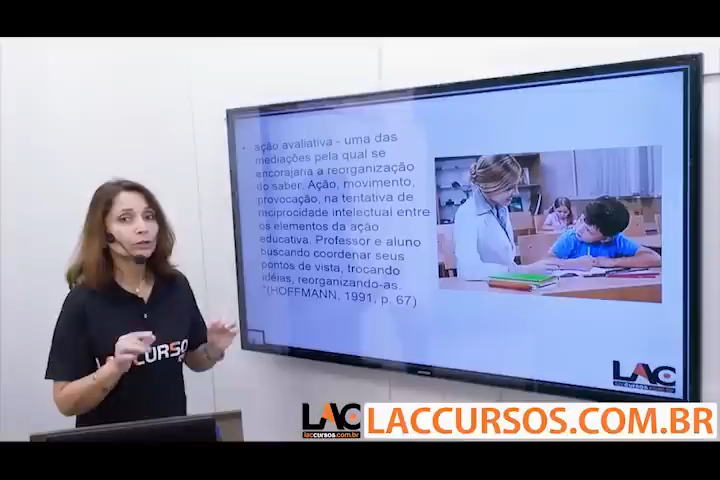 • ação avaliativa - uma das
mediações pela qual se
encorajaria a reorganização
do saber. Ação, movimento,
provocação, na tentativa de
reciprocidade intelectual entre
os elementos da ação
educativa. Professor e aluno
buscando coordenar seus
pontos de vista, trocando
idéias, reorganizando-as.
"(HOFFMANN, 1991, p. 67)
LAC
LAC
laccursos.com.br
LACCURSOS.COM.BR